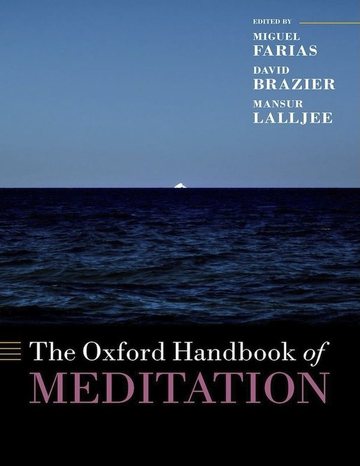 EDITED BY
MIGUEL
FARIAS
DAVID
BRAZIER
MANSUR
LALLJEE
The Oxford Handbook of
MEDITATION